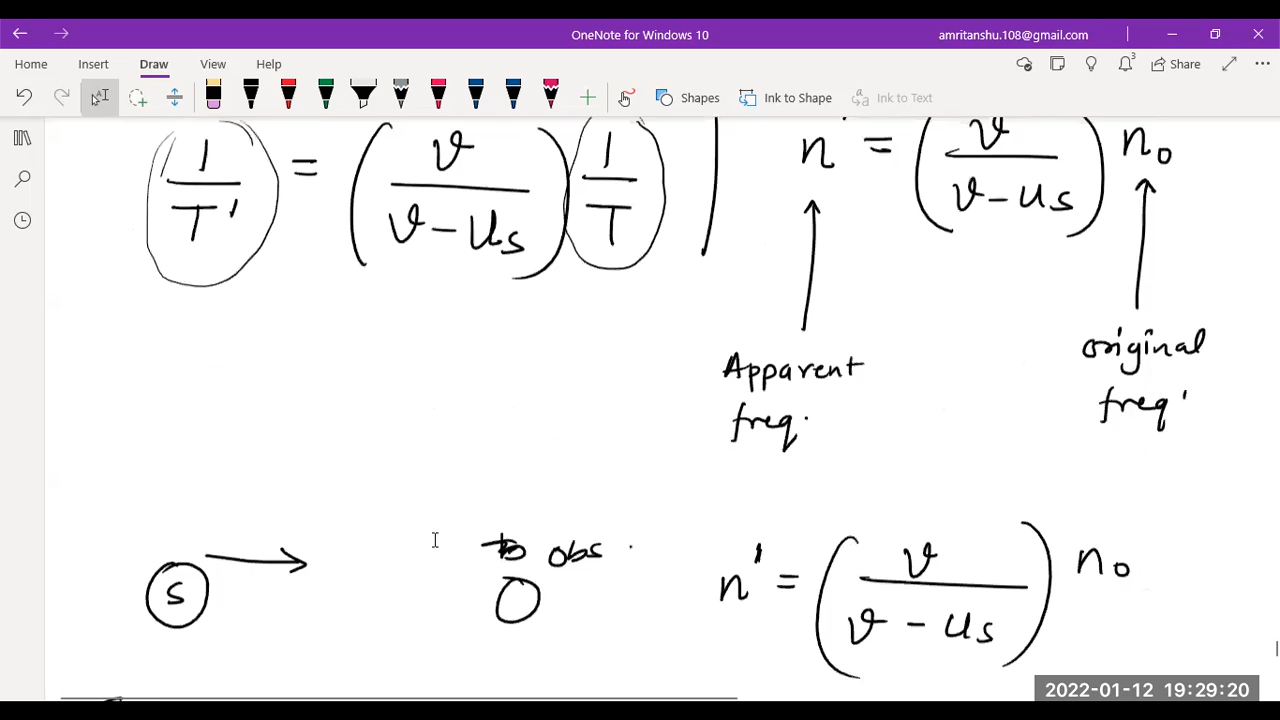 OneNote for Windows 10
amritanshu.108@gmail.com
Home Insert Draw View Help
Share
Shapes
Ink to Shape
Ink to Text
1/T' = (v/(v - us)) 1/T
n' = (v/(v - us)) n₀
Apparent
freq.
original
freq'
S
obs.
O
n' = (v/(v - us)) n₀
2022-01-12 19:29:20